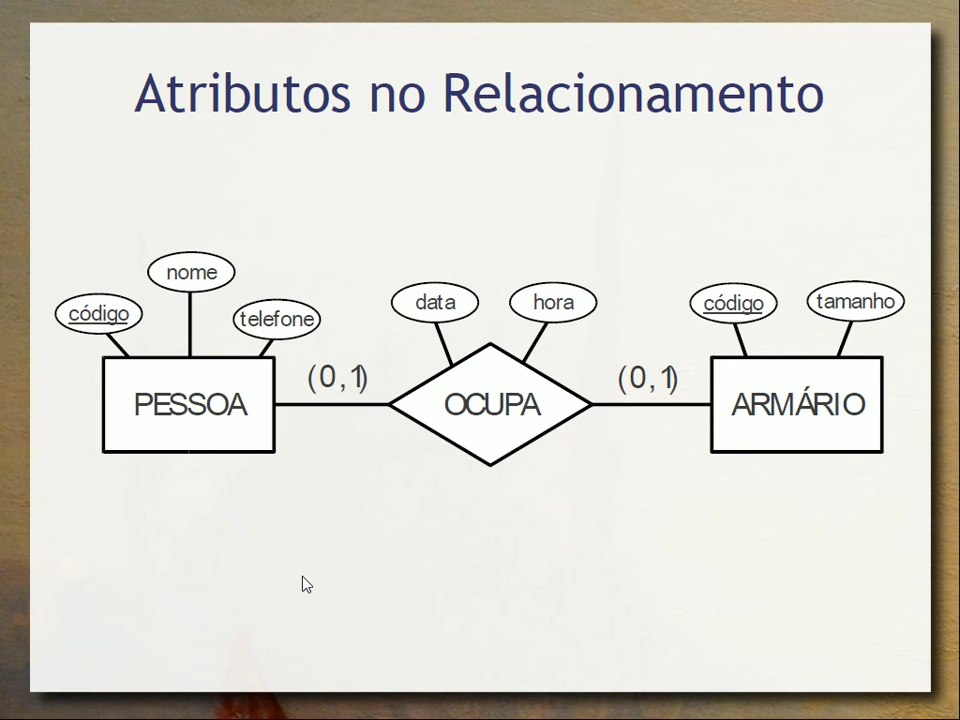 Atributos no Relacionamento
nome
código
telefone
data
hora
código
tamanho
(0,1)
(0,1)
PESSOA
OCUPA
ARMÁRIO